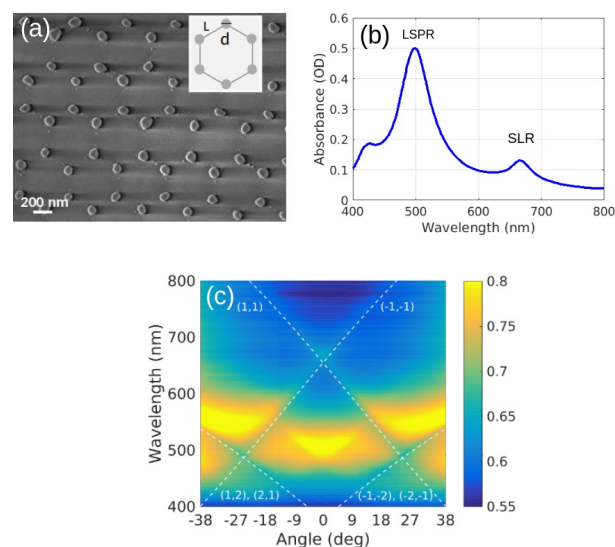 (a)
L
d
200 nm
(b)
LSPR
SLR
Absorbance (OD)
0.6
0.5
0.4
0.3
0.2
0.1
0
400 500 600 700 800
Wavelength (nm)
(c)
(1,1)
(-1,-1)
(1,2), (2,1)
(-1,-2), (-2,-1)
Wavelength (nm)
800
700
600
500
400
-38 -27 -18 -9 0 9 18 27 38
Angle (deg)
0.8
0.75
0.7
0.65
0.6
0.55